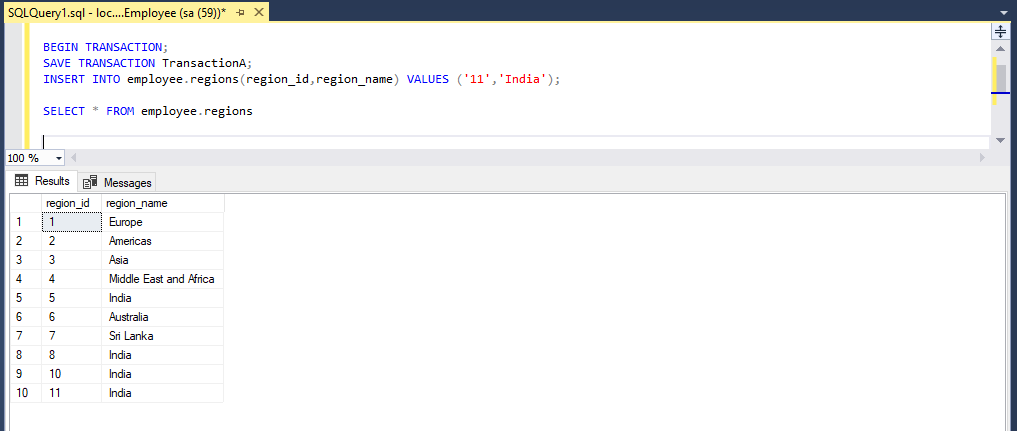 SQLQuery1.sql - loc....Employee (sa (59))*
BEGIN TRANSACTION;
SAVE TRANSACTION TransactionA;
INSERT INTO employee.regions(region_id,region_name) VALUES ('11','India');
SELECT * FROM employee.regions
100 %
Results Messages
region_id region_name
1 1 Europe
2 2 Americas
3 3 Asia
4 4 Middle East and Africa
5 5 India
6 6 Australia
7 7 Sri Lanka
8 8 India
9 10 India
10 11 India